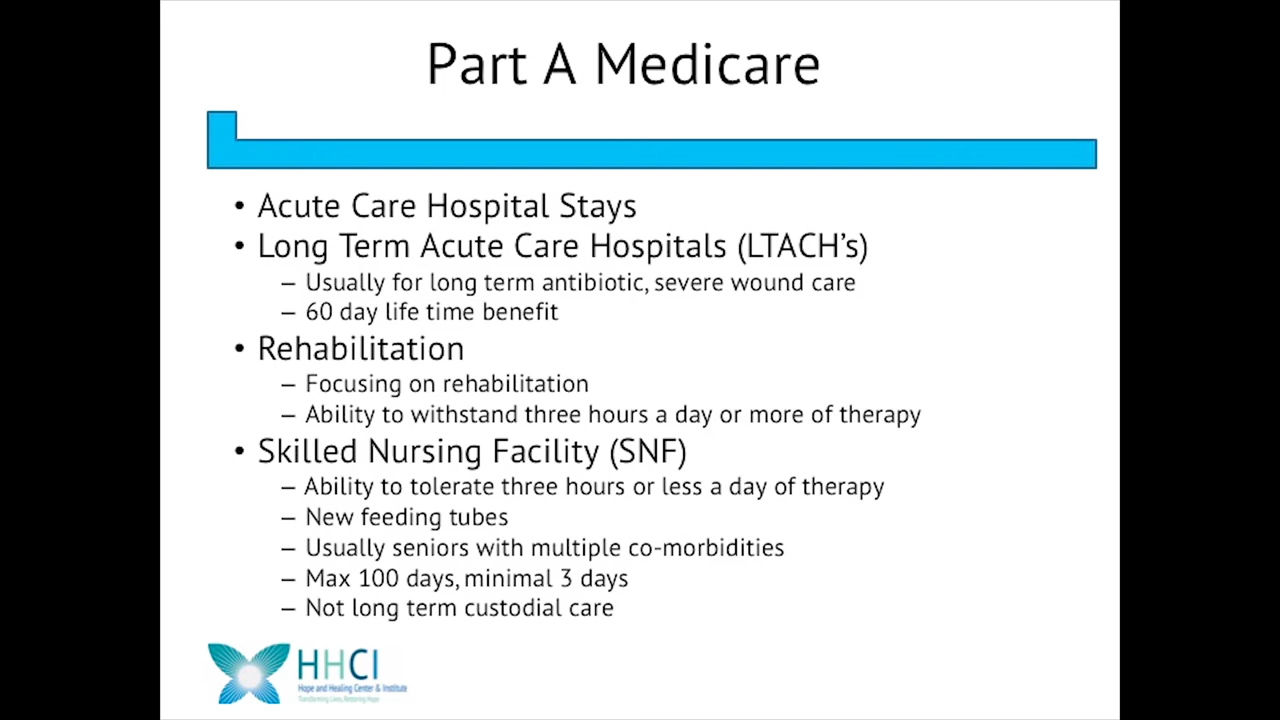 Part A Medicare
• Acute Care Hospital Stays
• Long Term Acute Care Hospitals (LTACH’s)
– Usually for long term antibiotic, severe wound care
– 60 day life time benefit
• Rehabilitation
– Focusing on rehabilitation
– Ability to withstand three hours a day or more of therapy
• Skilled Nursing Facility (SNF)
– Ability to tolerate three hours or less a day of therapy
– New feeding tubes
– Usually seniors with multiple co-morbidities
– Max 100 days, minimal 3 days
– Not long term custodial care
HHCI
Hope and Healing Center & Institute
Transforming Lives, Restoring Hope